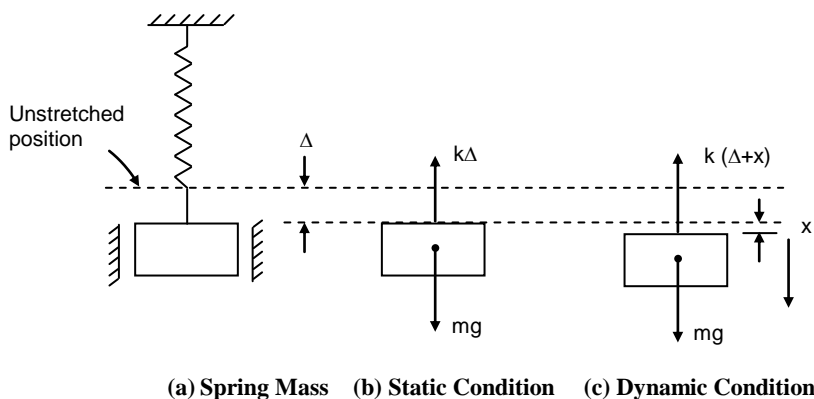 Unstretched
position
Δ
kΔ
k (Δ+x)
x
mg
mg
(a) Spring Mass (b) Static Condition (c) Dynamic Condition